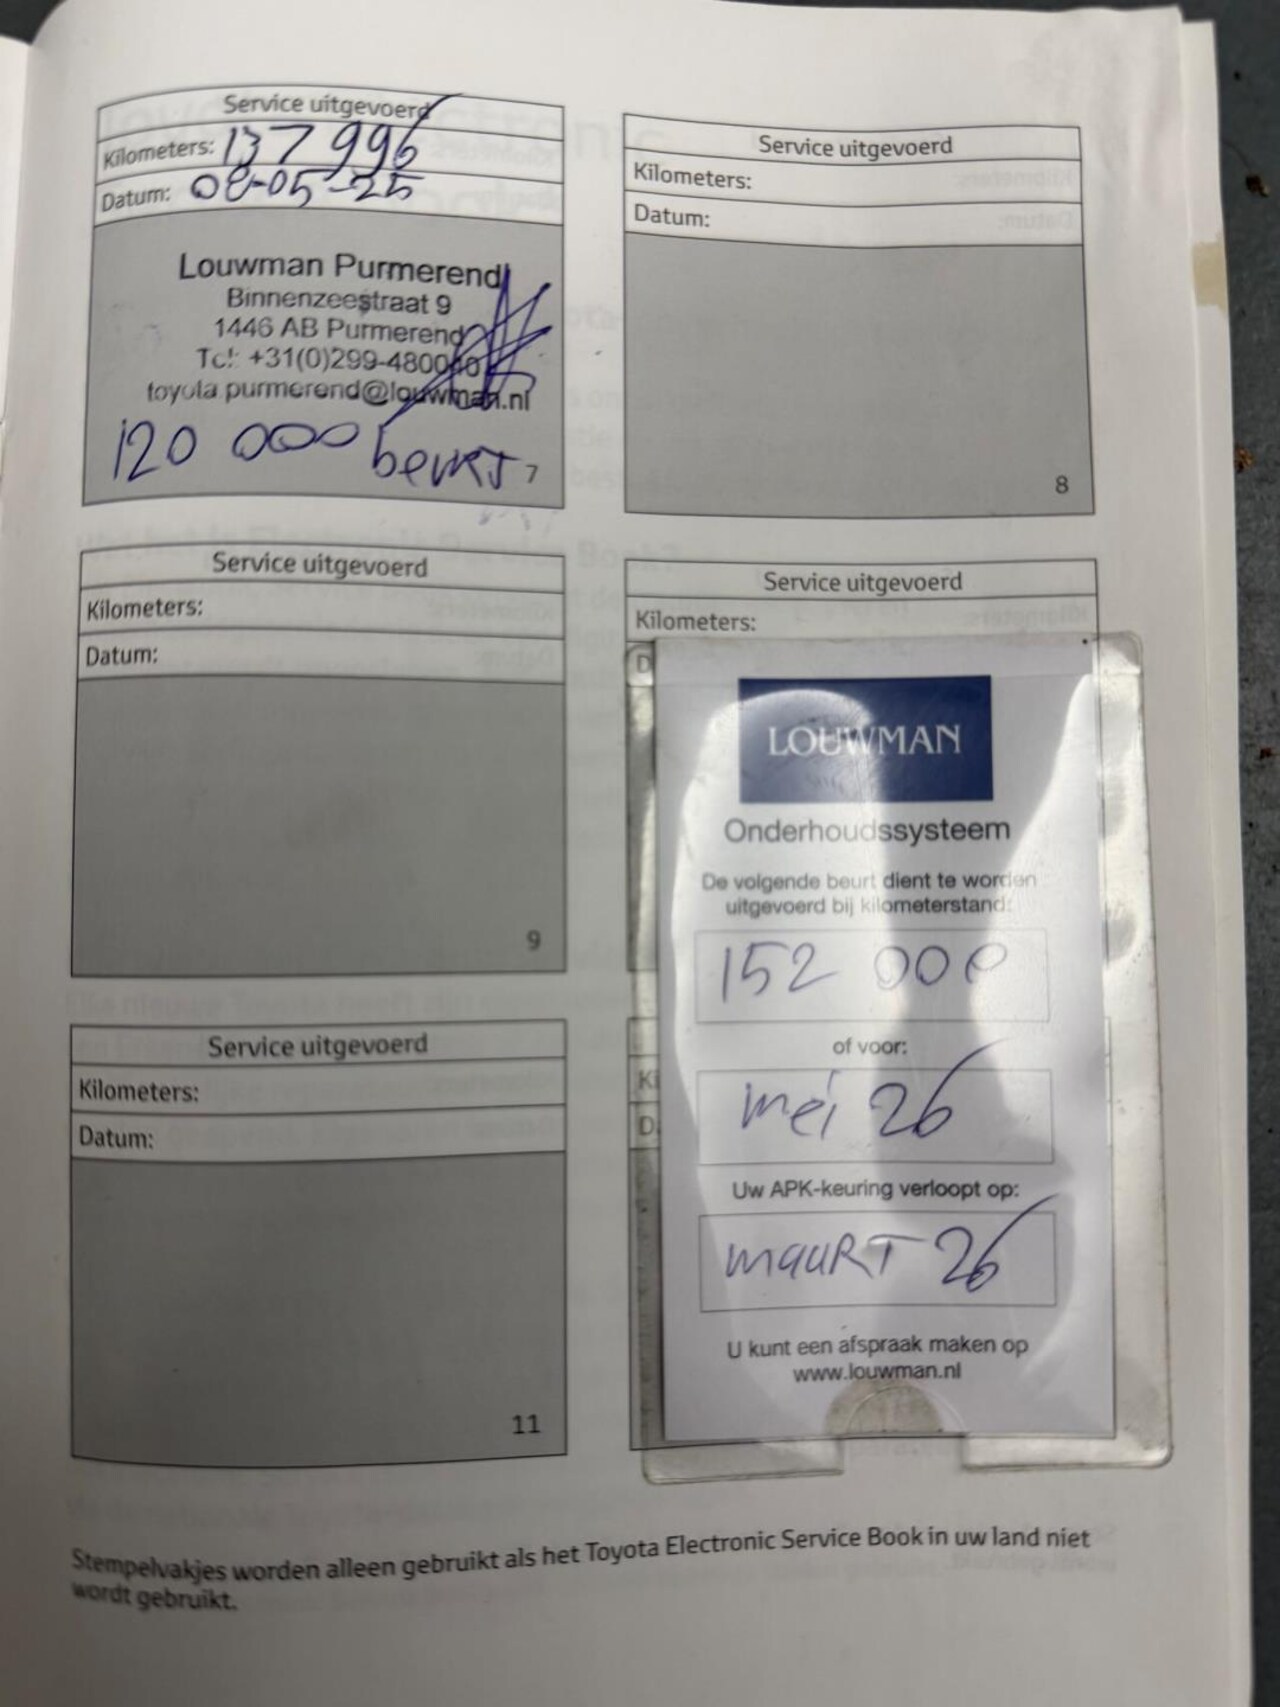 Service uitgevoerd
Kilometers: 137 996
Datum: 08-05-25
Louwman Purmerend
Binnenzeestraat 9
1446 AB Purmerend
Tel: +31(0)299-480040
toyota.purmerend@louwman.nl
120 000 beurt
7
Service uitgevoerd
Kilometers:
Datum:
8
Service uitgevoerd
Kilometers:
Datum:
9
Service uitgevoerd
Kilometers:
D
LOUWMAN
Onderhoudssysteem
De volgende beurt dient te worden
uitgevoerd bij kilometerstand:
152 000
of voor:
mei 26
Uw APK-keuring verloopt op:
maart 26
U kunt een afspraak maken op
www.louwman.nl
Service uitgevoerd
Kilometers:
Datum:
11
Ki
D
Stempelvakjes worden alleen gebruikt als het Toyota Electronic Service Book in uw land niet
wordt gebruikt.